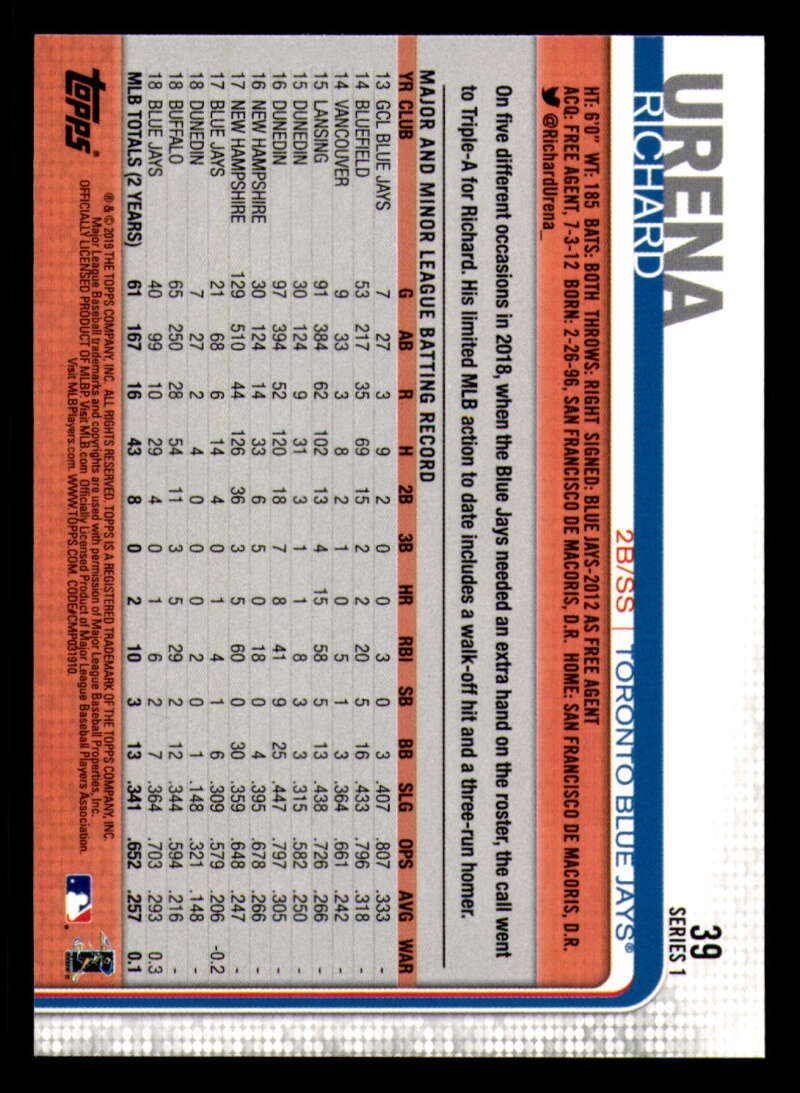 39
SERIES 1
URENA
RICHARD
2B/SS | TORONTO BLUE JAYS®
HT: 6'0" WT: 185 BATS: BOTH THROWS: RIGHT SIGNED: BLUE JAYS-2012 AS FREE AGENT
ACQ: FREE AGENT, 7-3-12 BORN: 2-26-96, SAN FRANCISCO DE MACORIS, D.R. HOME: SAN FRANCISCO DE MACORIS, D.R.
@RichardUrena_
On five different occasions in 2018, when the Blue Jays needed an extra hand on the roster, the call went
to Triple-A for Richard. His limited MLB action to date includes a walk-off hit and a three-run homer.
MAJOR AND MINOR LEAGUE BATTING RECORD
YR CLUB G AB R H 2B 3B HR RBI SB BB SLG OPS AVG WAR
13 GCL BLUE JAYS 7 27 3 9 2 0 0 3 0 3 .407 .807 .333 -
14 BLUEFIELD 53 217 35 69 15 2 2 20 5 16 .433 .796 .318 -
14 VANCOUVER 9 33 3 8 2 1 0 5 1 3 .364 .661 .242 -
15 LANSING 91 384 62 102 13 4 15 58 5 13 .438 .726 .266 -
15 DUNEDIN 30 124 9 31 3 1 1 8 3 3 .315 .582 .250 -
16 DUNEDIN 97 394 52 120 18 7 8 41 9 25 .447 .797 .305 -
16 NEW HAMPSHIRE 30 124 14 33 6 5 0 18 0 4 .395 .678 .266 -
17 NEW HAMPSHIRE 129 510 44 126 36 3 5 60 0 30 .359 .648 .247 -
17 BLUE JAYS 21 68 6 14 4 0 1 4 1 6 .309 .579 .206 -0.2
18 DUNEDIN 7 27 2 4 0 0 0 2 0 1 .148 .321 .148 -
18 BUFFALO 65 250 28 54 11 3 5 29 2 12 .344 .594 .216 -
18 BLUE JAYS 40 99 10 29 4 0 1 6 2 7 .364 .703 .293 0.3
MLB TOTALS (2 YEARS) 61 167 16 43 8 0 2 10 3 13 .341 .652 .257 0.1
topps®
® & © 2019 THE TOPPS COMPANY, INC. ALL RIGHTS RESERVED. TOPPS IS A REGISTERED TRADEMARK OF THE TOPPS COMPANY, INC.
Major League Baseball trademarks and copyrights are used with permission of Major League Baseball Properties, Inc.
OFFICIALLY LICENSED PRODUCT OF MLBP. Visit MLB.com Officially Licensed Product of Major League Baseball Players Association.
Visit MLBPlayers.com. WWW.TOPPS.COM. CODE#CMP031910.